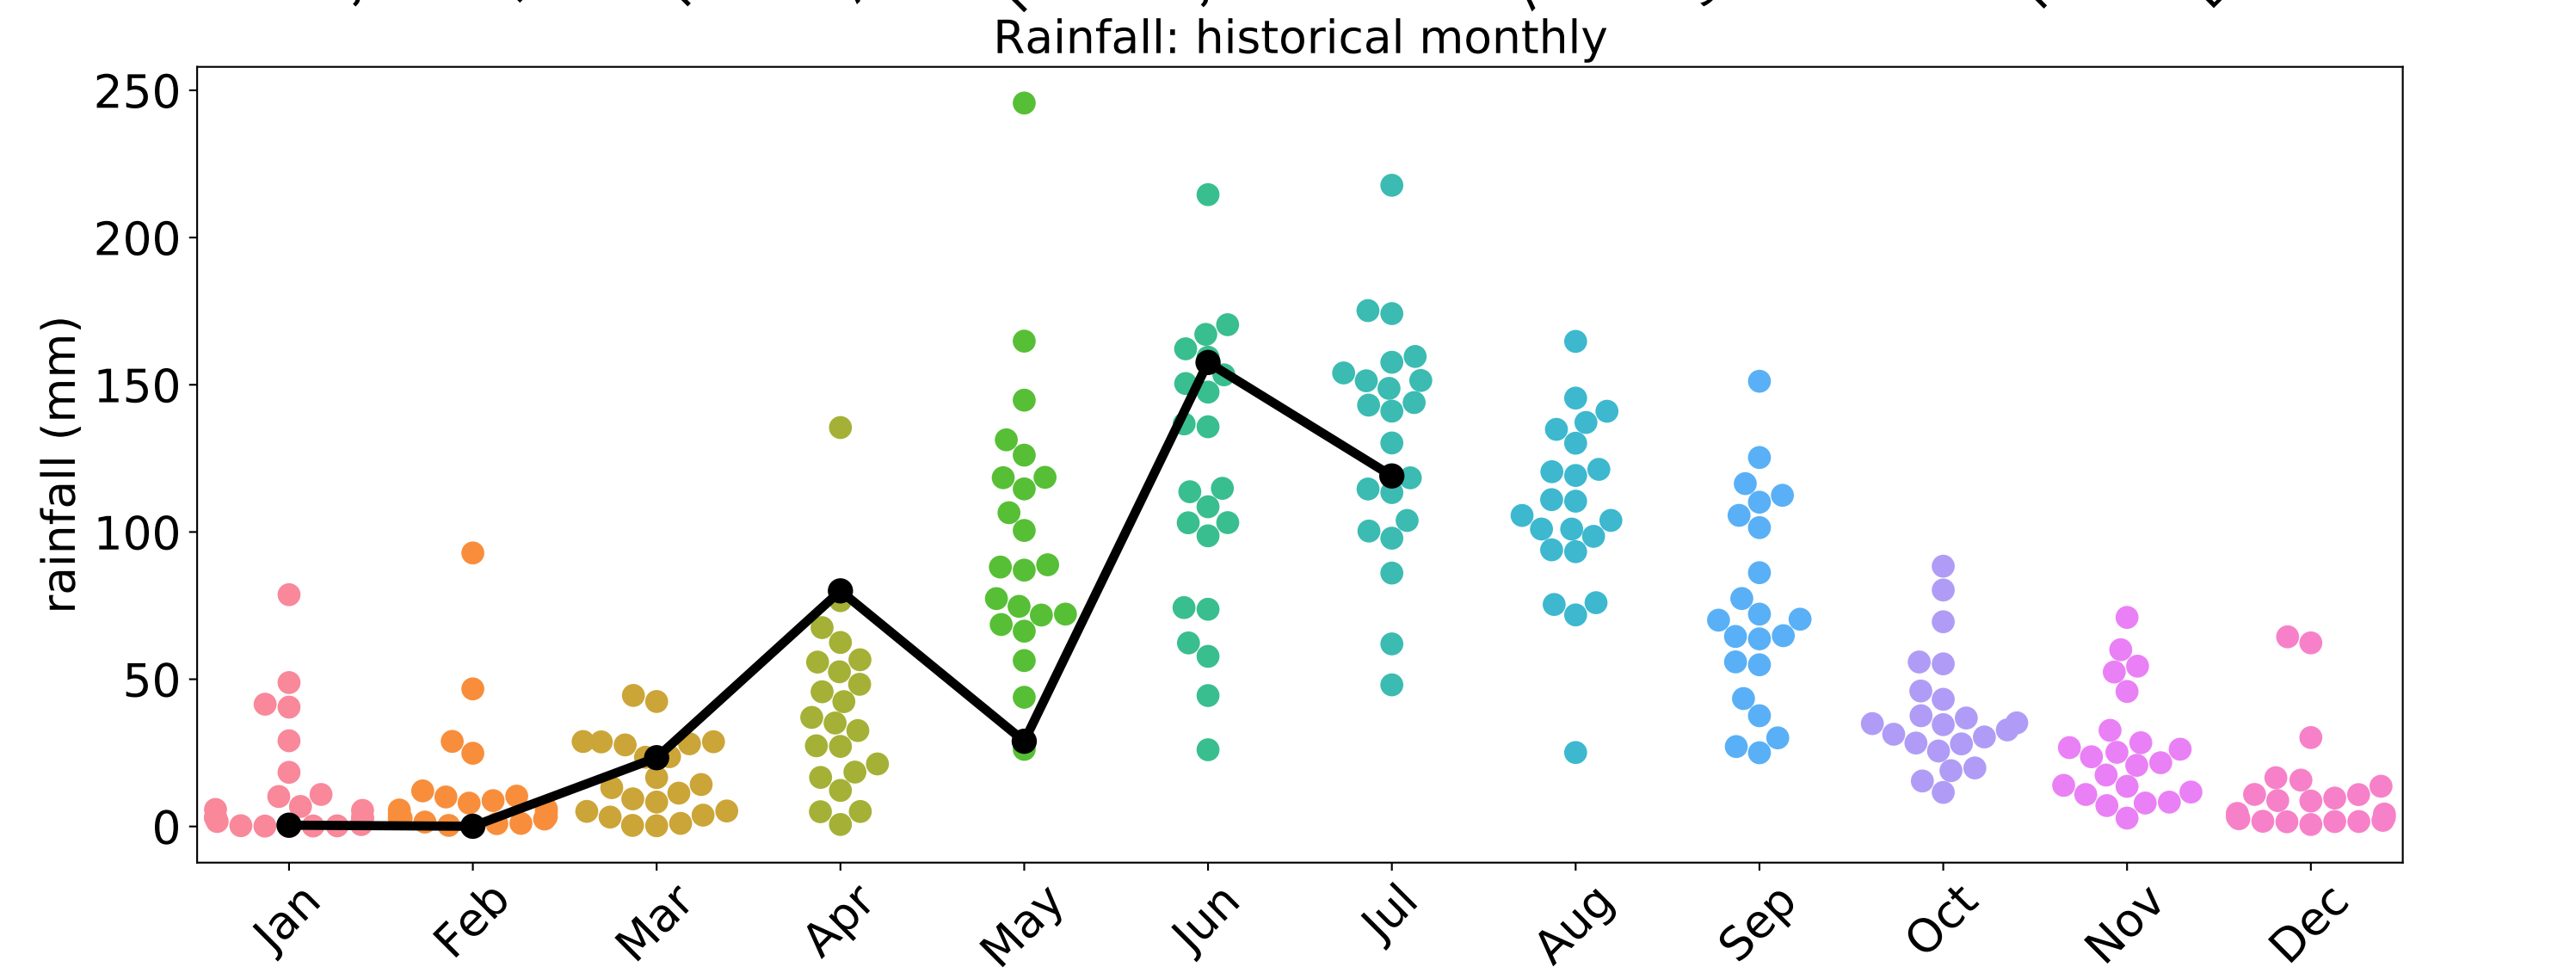 Rainfall: historical monthly
rainfall (mm)
250
200
150
100
50
0
Jan
Feb
Mar
Apr
May
Jun
Jul
Aug
Sep
Oct
Nov
Dec